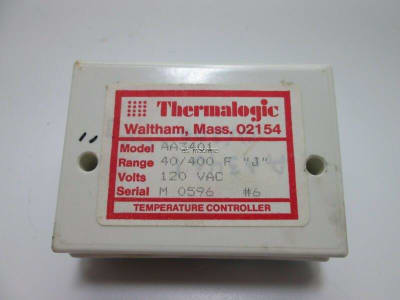 Thermalogic
Waltham, Mass. 02154
Model AA3401
Range 40/400 F "J"
Volts 120 VAC
Serial M 0596 #6
TEMPERATURE CONTROLLER